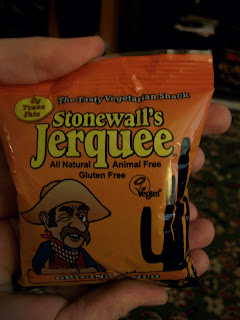 0g
Trans
Fats
The Tasty Vegetarian Snack
Stonewall's
Jerquee
All Natural Animal Free
Gluten Free
Vegan